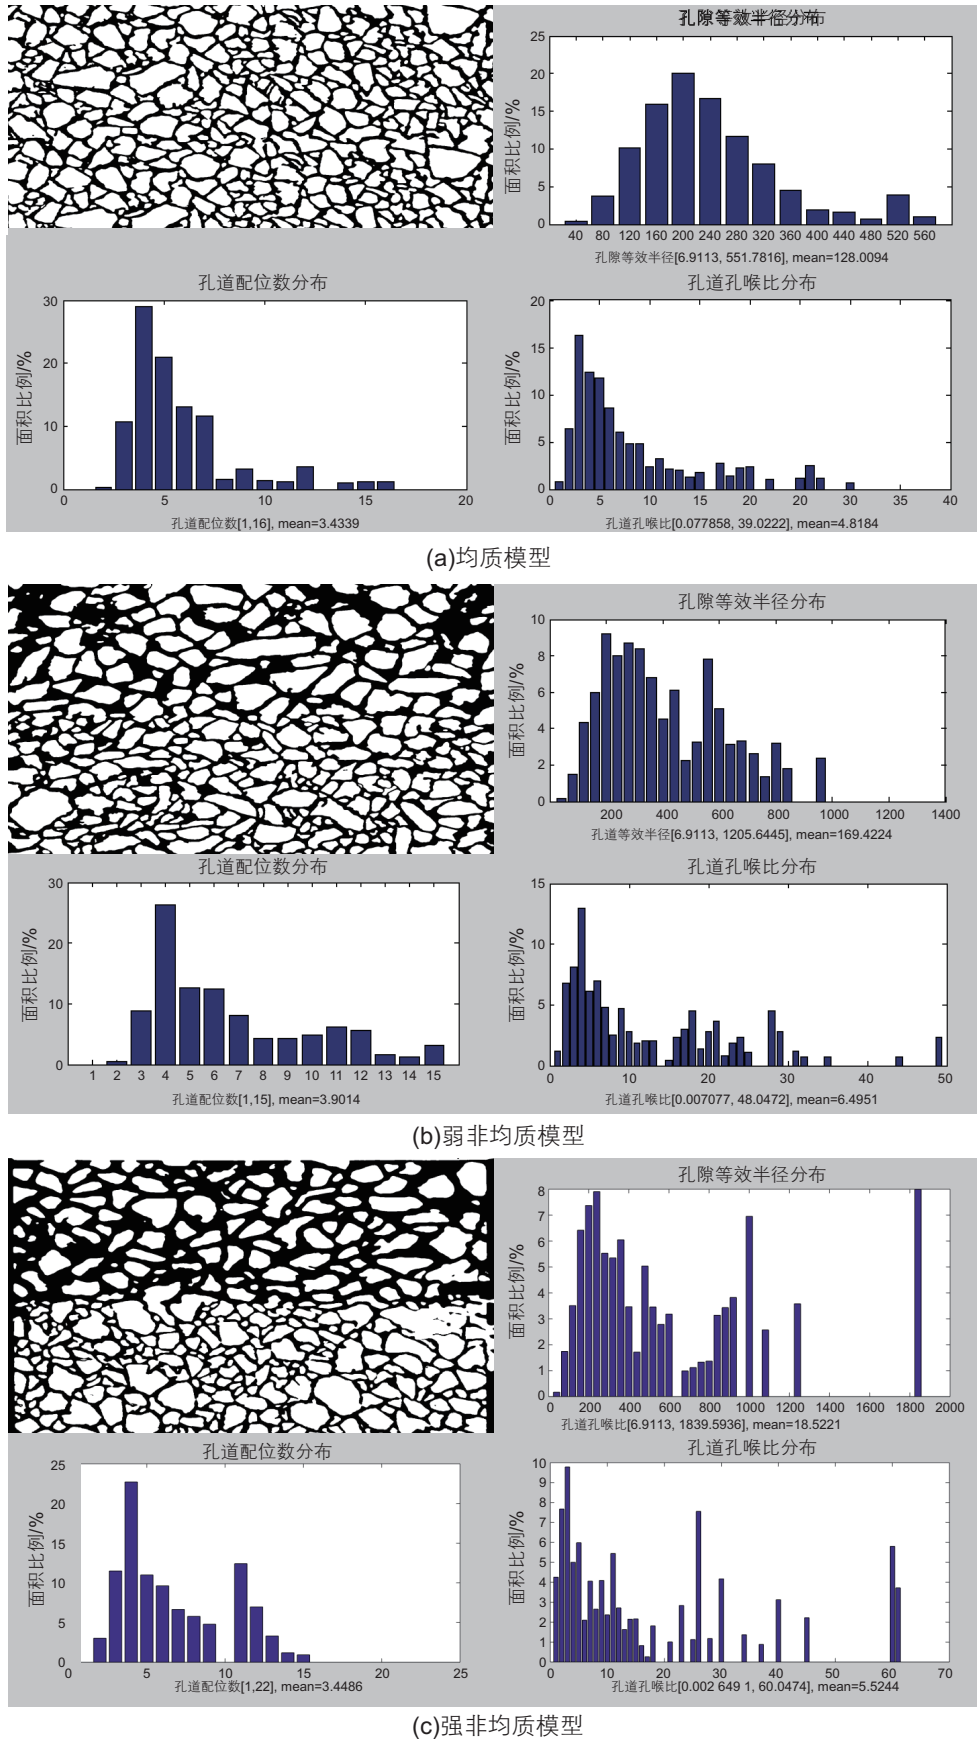 孔隙等效半径分布
面积比例/%
25
20
15
10
5
0
40 80 120 160 200 240 280 320 360 400 440 480 520 560
孔隙等效半径[6.9113, 551.7816], mean=128.0094
孔道配位数分布
面积比例/%
30
20
10
0
0 5 10 15 20
孔道配位数[1,16], mean=3.4339
孔道孔喉比分布
面积比例/%
20
15
10
5
0
0 5 10 15 20 25 30 35 40
孔道孔喉比[0.077858, 39.0222], mean=4.8184
(a)均质模型
孔隙等效半径分布
面积比例/%
10
8
6
4
2
0
200 400 600 800 1000 1200 1400
孔道等效半径[6.9113, 1205.6445], mean=169.4224
孔道配位数分布
面积比例/%
30
20
10
0
1 2 3 4 5 6 7 8 9 10 11 12 13 14 15
孔道配位数[1,15], mean=3.9014
孔道孔喉比分布
面积比例/%
15
10
5
0
0 10 20 30 40 50
孔道孔喉比[0.007077, 48.0472], mean=6.4951
(b)弱非均质模型
孔隙等效半径分布
面积比例/%
8
7
6
5
4
3
2
1
0
0 200 400 600 800 1000 1200 1400 1600 1800 2000
孔道孔喉比[6.9113, 1839.5936], mean=18.5221
孔道配位数分布
面积比例/%
25
20
15
10
5
0
0 5 10 15 20 25
孔道配位数[1,22], mean=3.4486
孔道孔喉比分布
面积比例/%
10
9
8
7
6
5
4
3
2
1
0
0 10 20 30 40 50 60 70
孔道孔喉比[0.002 649 1, 60.0474], mean=5.5244
(c)强非均质模型